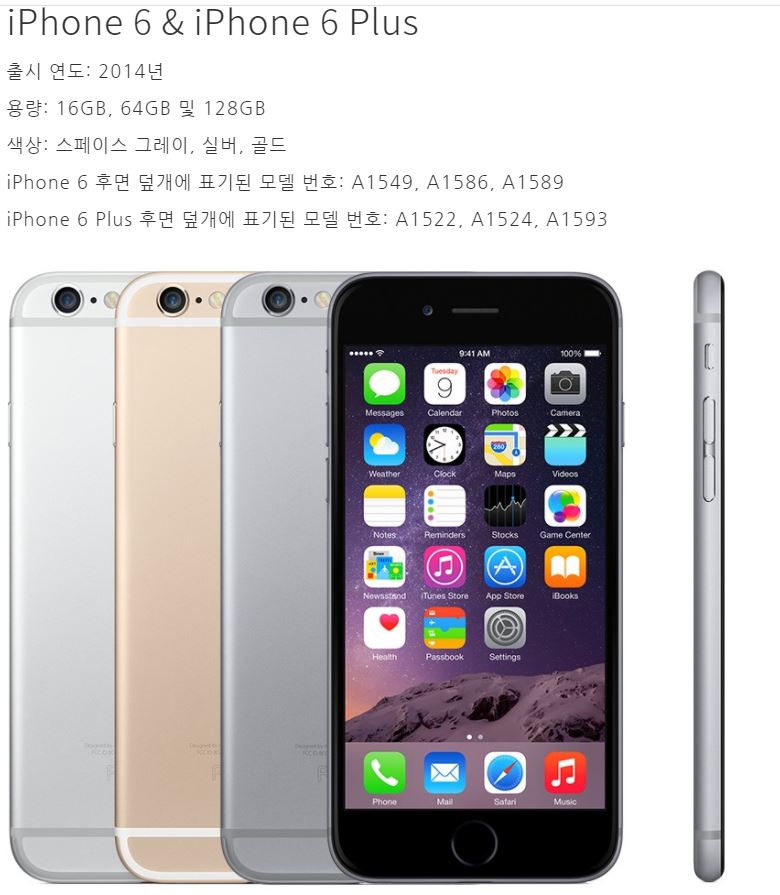 iPhone 6 & iPhone 6 Plus
출시 연도: 2014년
용량: 16GB, 64GB 및 128GB
색상: 스페이스 그레이, 실버, 골드
iPhone 6 후면 덮개에 표기된 모델 번호: A1549, A1586, A1589
iPhone 6 Plus 후면 덮개에 표기된 모델 번호: A1522, A1524, A1593
9:41 AM 100%
Tuesday
9
Messages Calendar Photos Camera
280
Weather Clock Maps Videos
Notes Reminders Stocks Game Center
Newsstand iTunes Store App Store iBooks
Health Passbook Settings
Phone Mail Safari Music